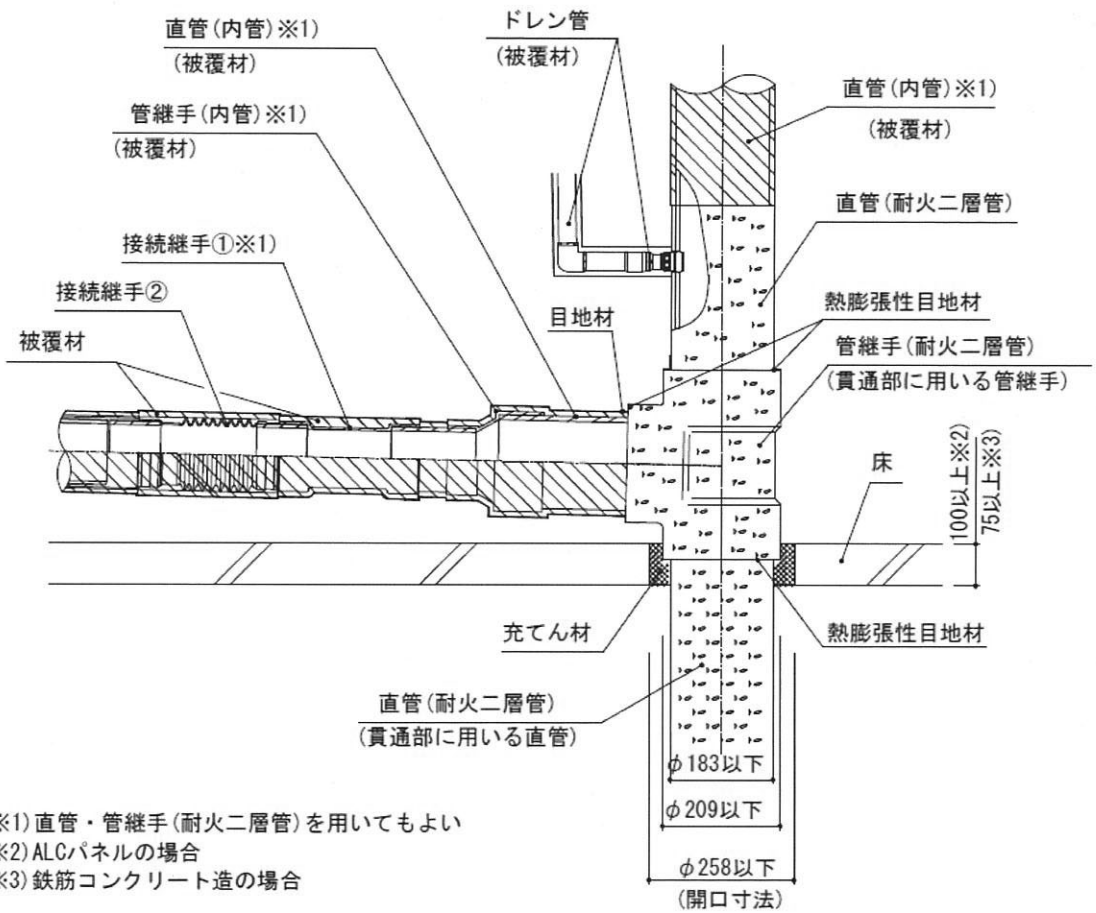 直管(内管)※1)
(被覆材)
ドレン管
(被覆材)
管継手(内管)※1)
(被覆材)
直管(内管)※1)
(被覆材)
直管(耐火二層管)
接続継手①※1)
接続継手②
目地材
熱膨張性目地材
被覆材
管継手(耐火二層管)
(貫通部に用いる管継手)
床
100以上※2)
75以上※3)
充てん材
熱膨張性目地材
直管(耐火二層管)
(貫通部に用いる直管)
φ183以下
φ209以下
φ258以下
(開口寸法)
※1)直管・管継手(耐火二層管)を用いてもよい
※2)ALCパネルの場合
※3)鉄筋コンクリート造の場合